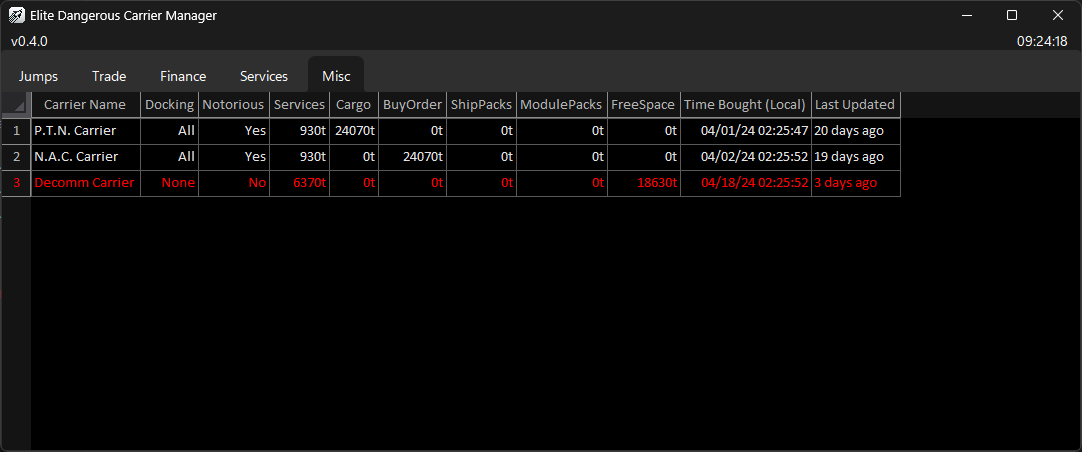 Elite Dangerous Carrier Manager
v0.4.0 09:24:18
Jumps Trade Finance Services Misc
Carrier Name Docking Notorious Services Cargo BuyOrder ShipPacks ModulePacks FreeSpace Time Bought (Local) Last Updated
1 P.T.N. Carrier All Yes 930t 24070t 0t 0t 0t 0t 04/01/24 02:25:47 20 days ago
2 N.A.C. Carrier All Yes 930t 0t 24070t 0t 0t 0t 04/02/24 02:25:52 19 days ago
3 Decomm Carrier None No 6370t 0t 0t 0t 0t 18630t 04/18/24 02:25:52 3 days ago